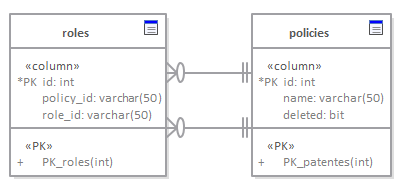 roles
«column»
*PK id: int
policy_id: varchar(50)
role_id: varchar(50)
«PK»
+ PK_roles(int)
policies
«column»
*PK id: int
name: varchar(50)
deleted: bit
«PK»
+ PK_patentes(int)